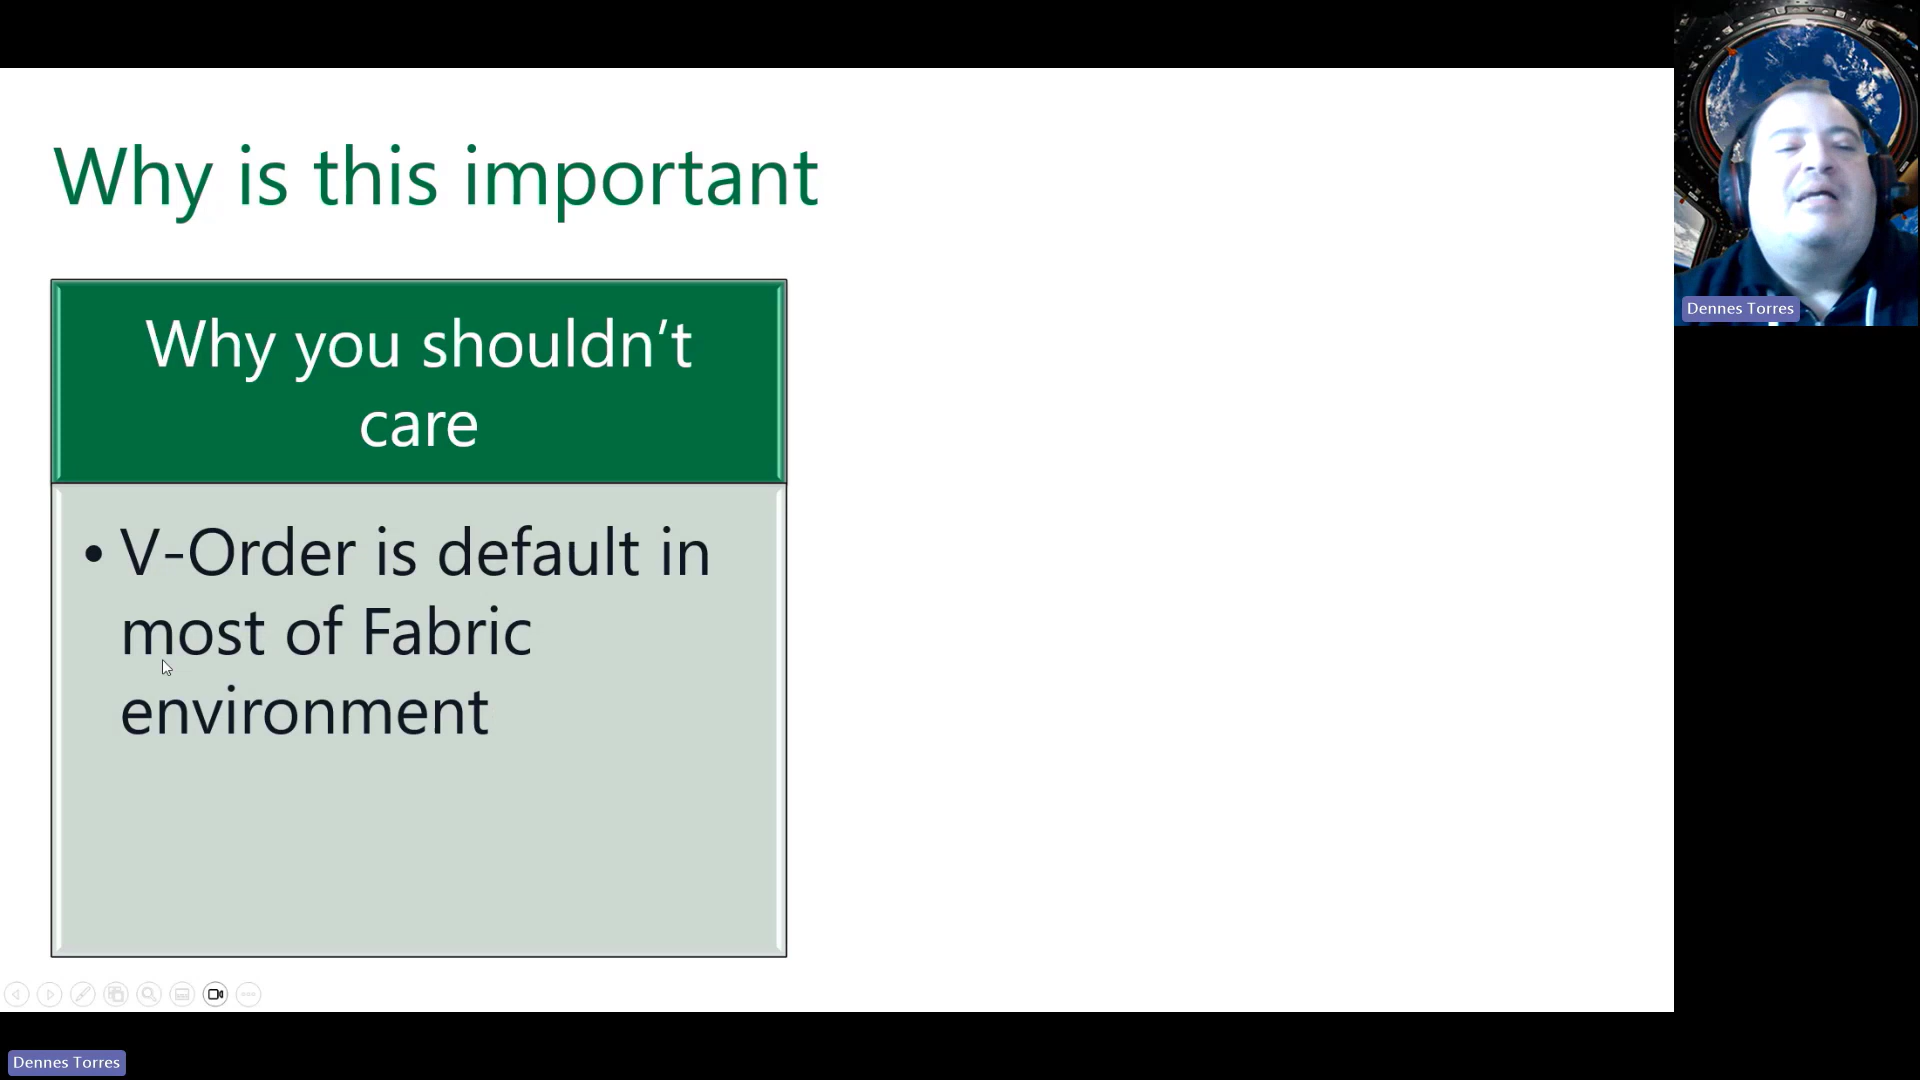 Why is this important
Why you shouldn’t
care
• V-Order is default in
most of Fabric
environment
Dennes Torres
Dennes Torres